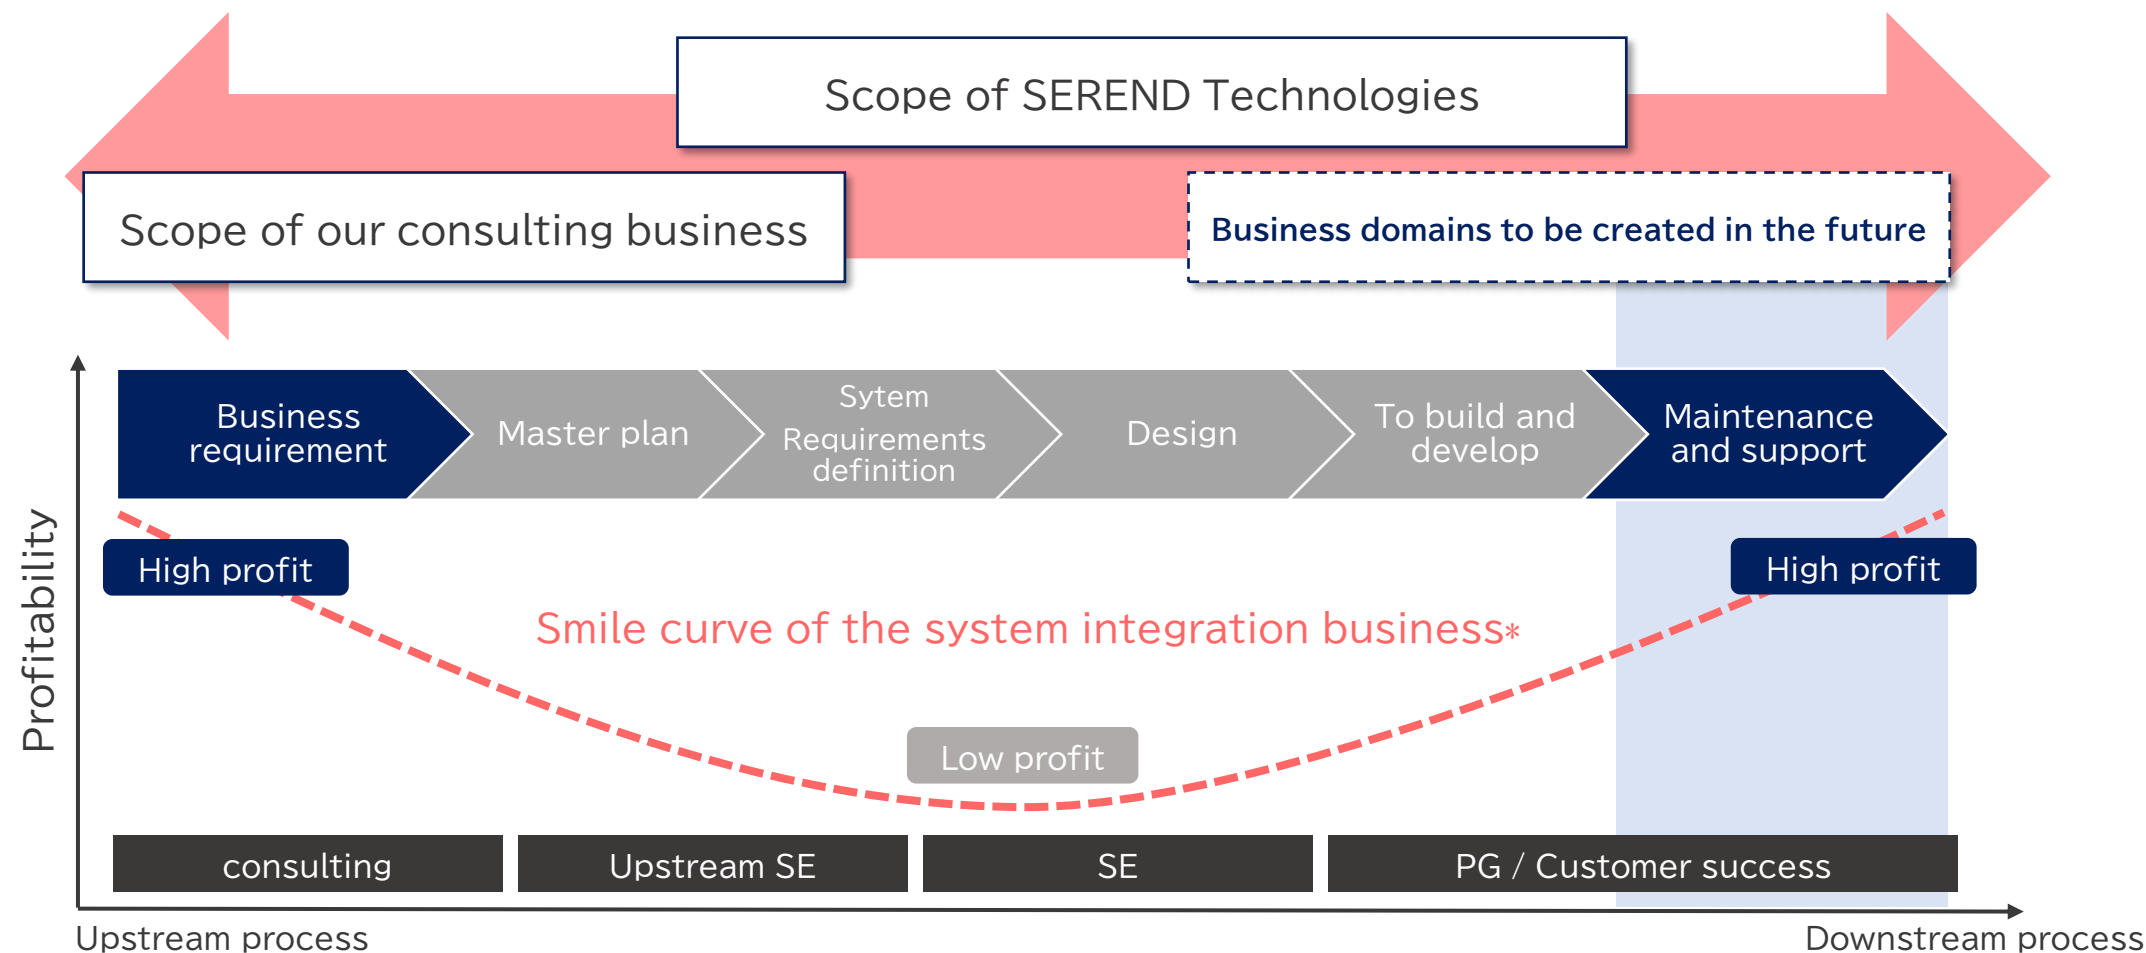 Scope of SEREND Technologies
Scope of our consulting business
Business domains to be created in the future
Business
requirement
Master plan
Sytem
Requirements
definition
Design
To build and
develop
Maintenance
and support
Profitability
High profit
High profit
Smile curve of the system integration business*
Low profit
consulting
Upstream SE
SE
PG / Customer success
Upstream process
Downstream process